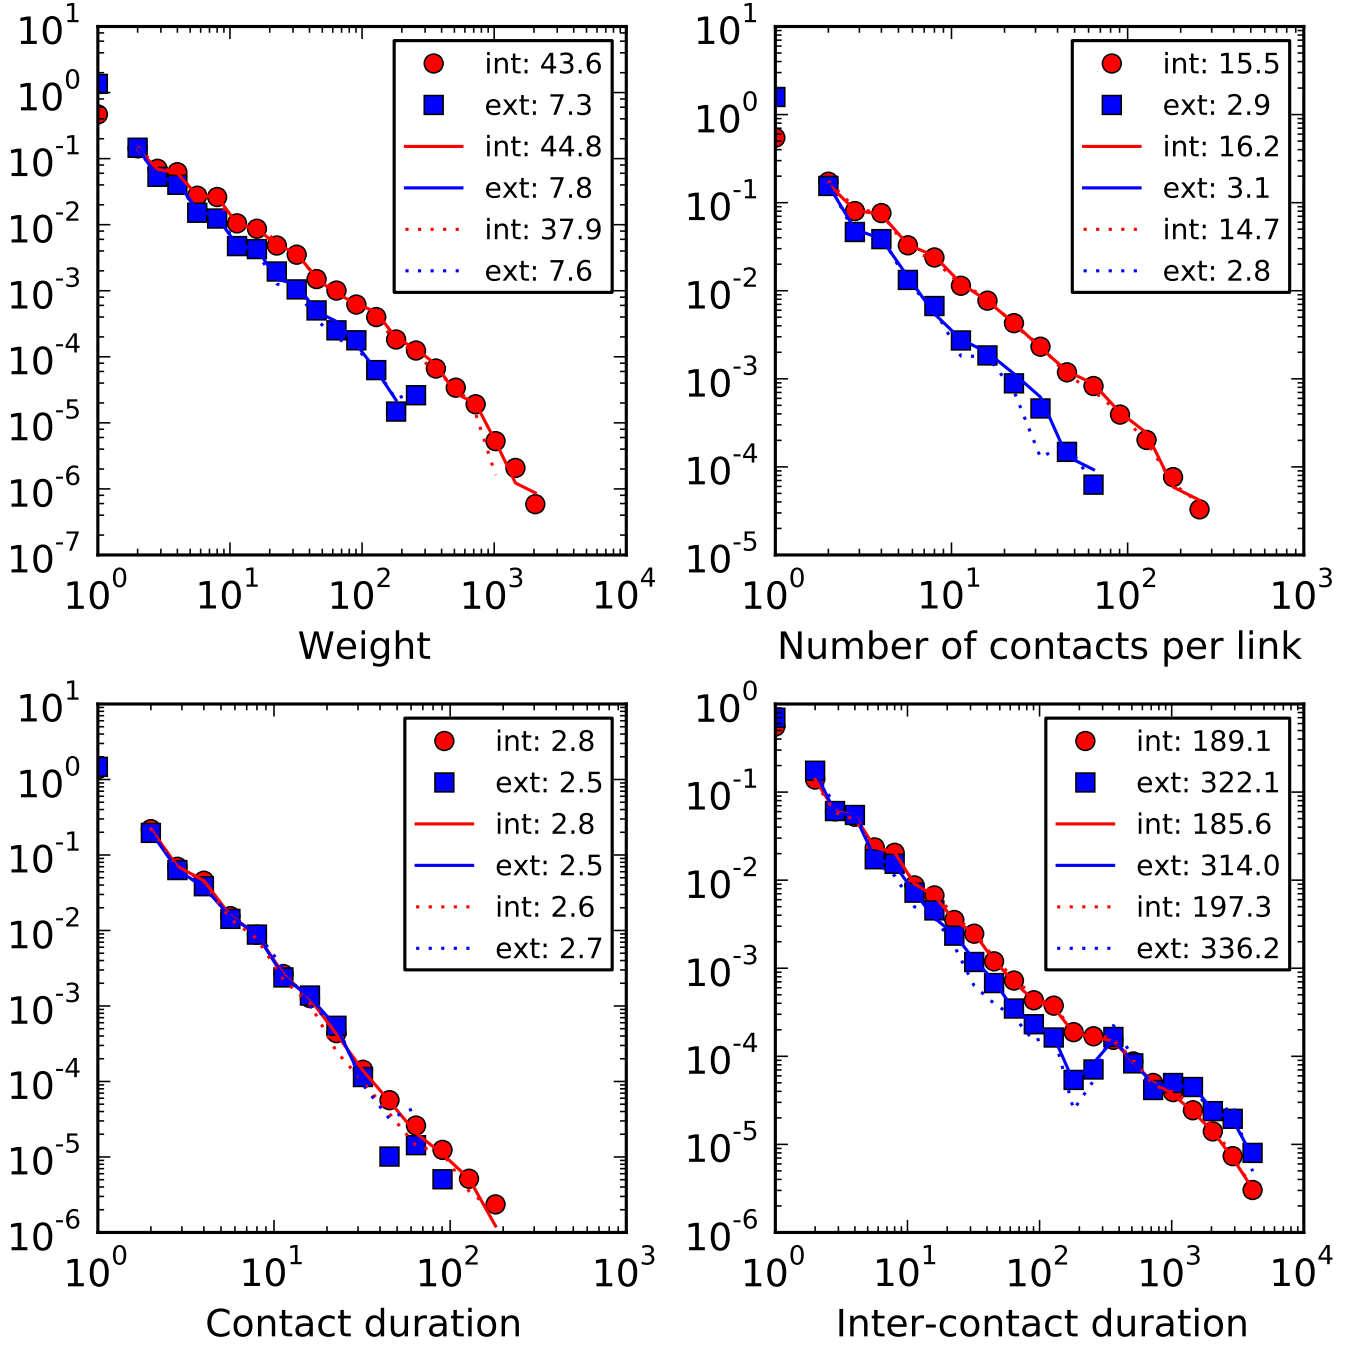 10^1
10^0
10^-1
10^-2
10^-3
10^-4
10^-5
10^-6
10^-7
10^0 10^1 10^2 10^3 10^4
Weight
int: 43.6
ext: 7.3
int: 44.8
ext: 7.8
int: 37.9
ext: 7.6
10^1
10^0
10^-1
10^-2
10^-3
10^-4
10^-5
10^0 10^1 10^2 10^3
Number of contacts per link
int: 15.5
ext: 2.9
int: 16.2
ext: 3.1
int: 14.7
ext: 2.8
10^1
10^0
10^-1
10^-2
10^-3
10^-4
10^-5
10^-6
10^0 10^1 10^2 10^3
Contact duration
int: 2.8
ext: 2.5
int: 2.8
ext: 2.5
int: 2.6
ext: 2.7
10^0
10^-1
10^-2
10^-3
10^-4
10^-5
10^-6
10^0 10^1 10^2 10^3 10^4
Inter-contact duration
int: 189.1
ext: 322.1
int: 185.6
ext: 314.0
int: 197.3
ext: 336.2